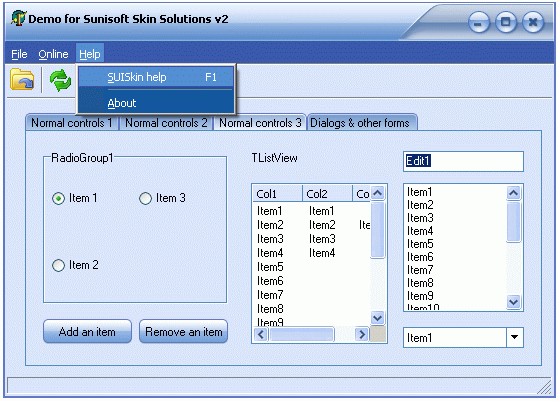 Demo for Sunisoft Skin Solutions v2
File Online Help
SUISkin help F1
About
Normal controls 1 Normal controls 2 Normal controls 3 Dialogs & other forms
RadioGroup1
Item 1 Item 3
Item 2
Add an item Remove an item
TListView
Col1 Col2 Co
Item1 Item1
Item2 Item2 Ite
Item3 Item3
Item4 Item4
Item5
Item6
Item7
Item8
Item9
Edit1
Item1
Item2
Item3
Item4
Item5
Item6
Item7
Item8
Item9
Item10
Item1